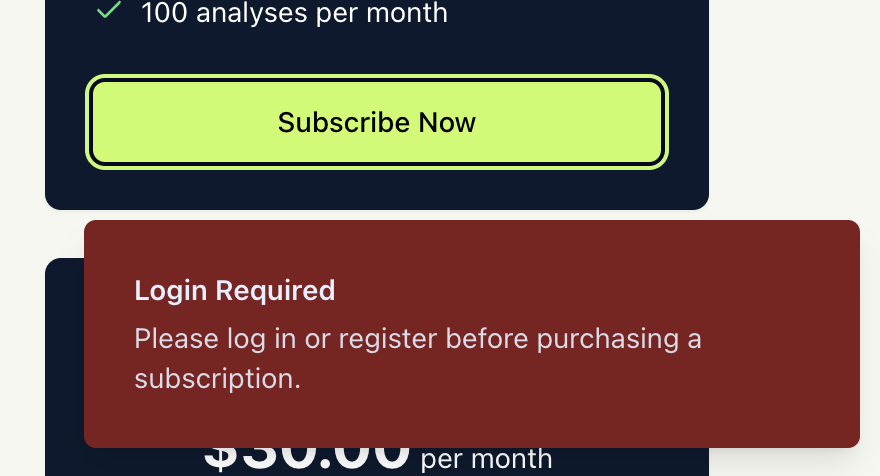 100 analyses per month
Subscribe Now
Login Required
Please log in or register before purchasing a
subscription.
$30.00 per month